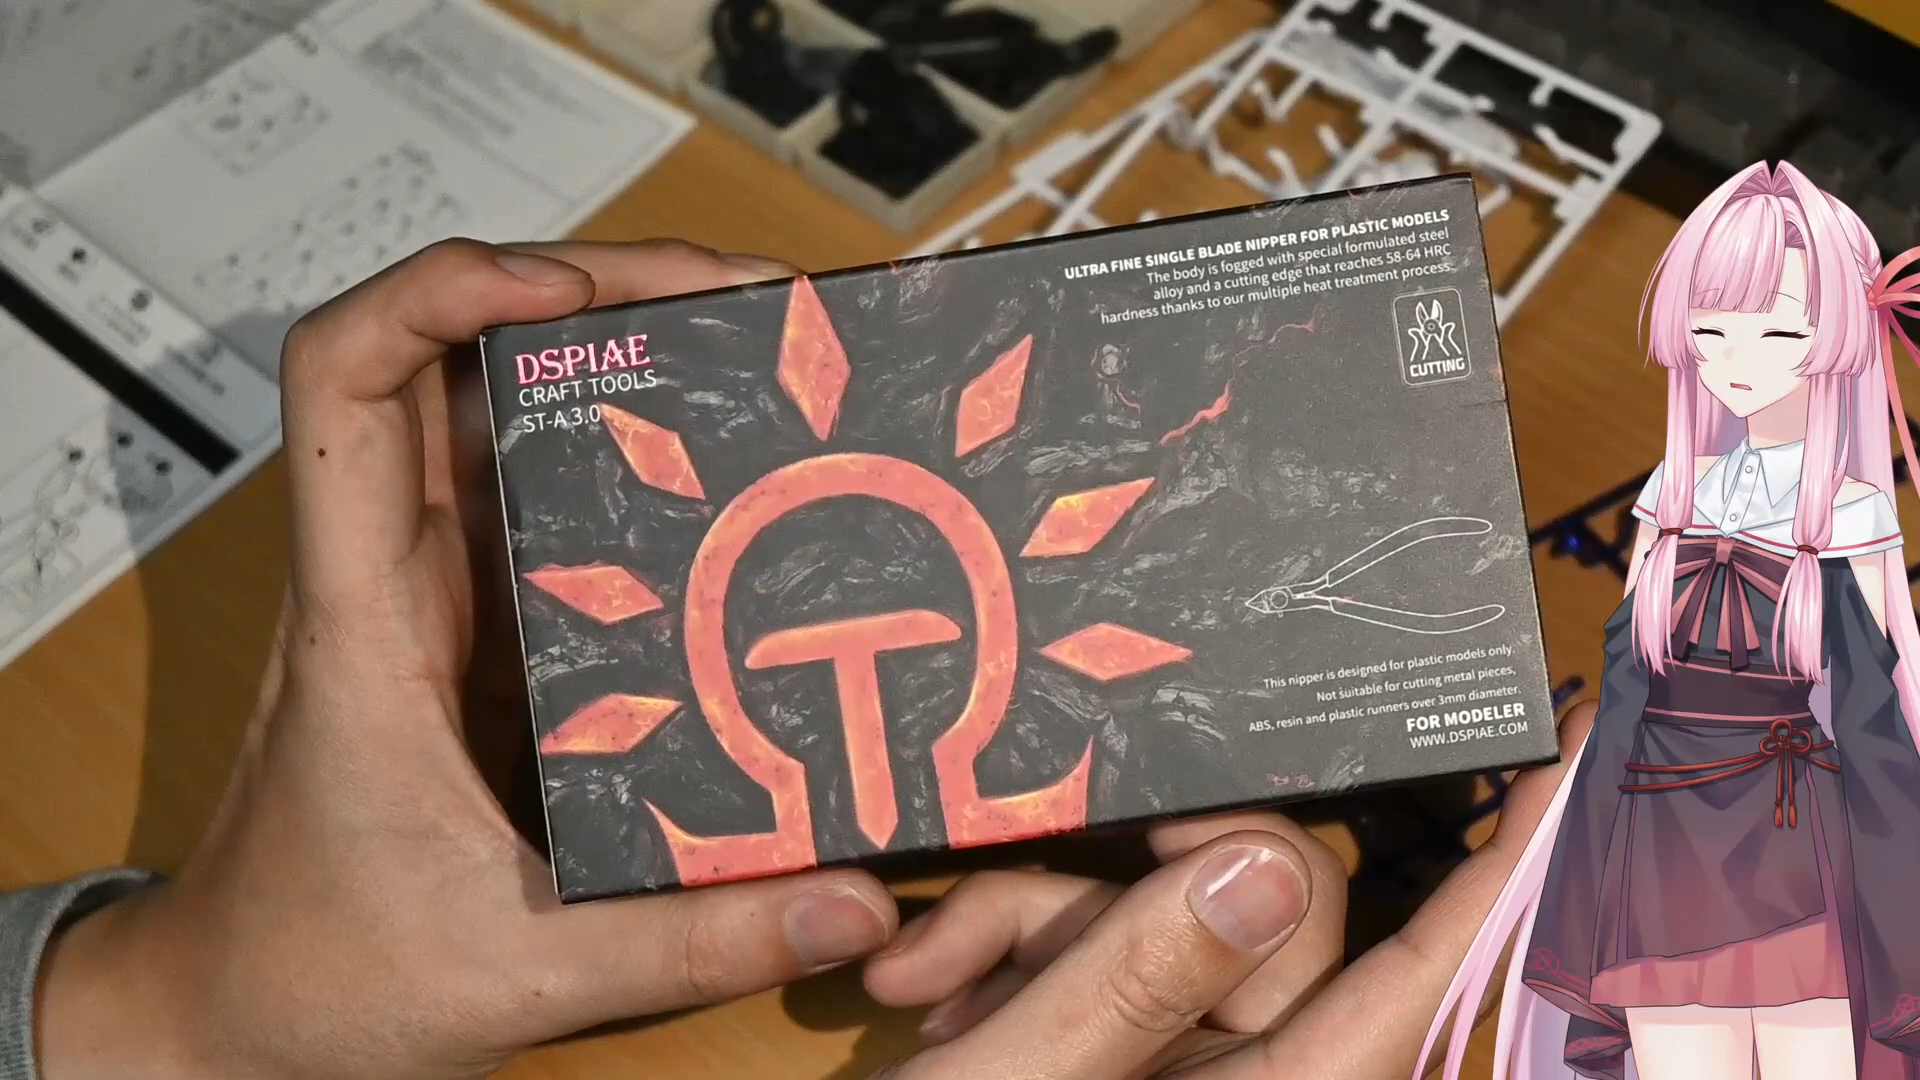 DSPIAE
CRAFT TOOLS
ST-A 3.0
ULTRA FINE SINGLE BLADE NIPPER FOR PLASTIC MODELS
The body is fogged with special formulated steel
alloy and a cutting edge that reaches 58-64 HRC
hardness thanks to our multiple heat treatment process.
CUTTING
This nipper is designed for plastic models only.
Not suitable for cutting metal pieces,
ABS, resin and plastic runners over 3mm diameter.
FOR MODELER
WWW.DSPIAE.COM